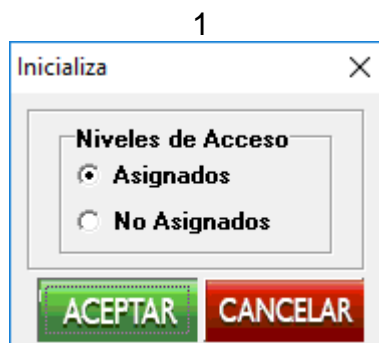 1
Inicializa
Niveles de Acceso
Asignados
No Asignados
ACEPTAR CANCELAR